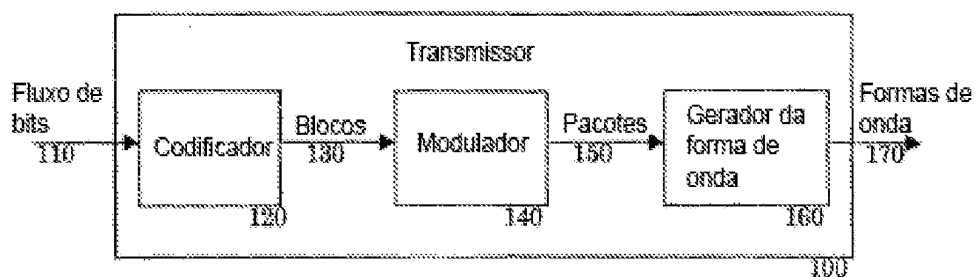 Transmissor
Fluxo de
bits
110
Codificador
120
Blocos
130
Modulador
140
Pacotes
150
Gerador da
forma de
onda
160
Formas de
onda
170
100